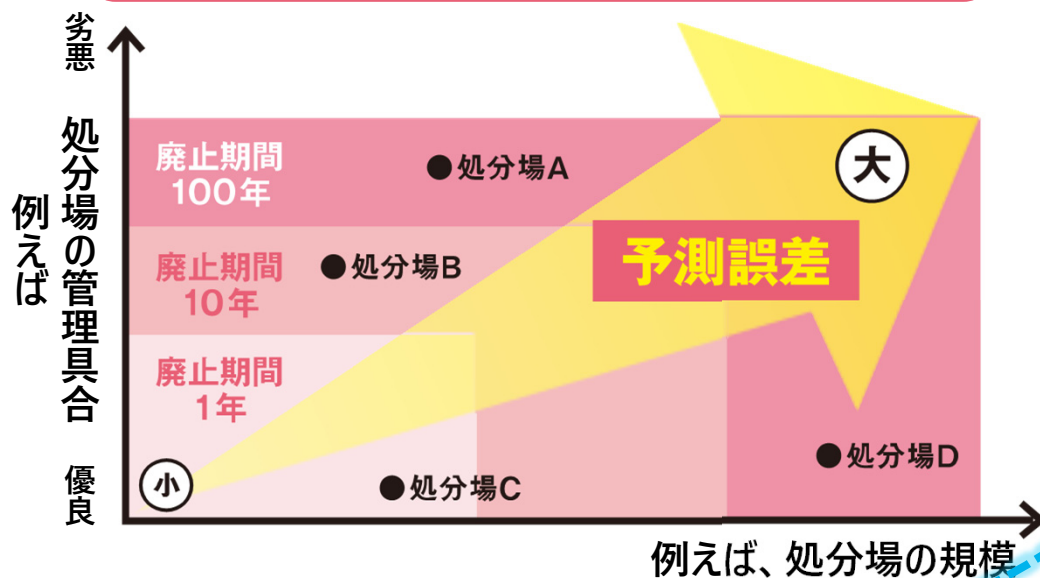 劣悪
処分場の管理具合
例えば
優良
廃止期間
100年
●処分場A
大
廃止期間
10年
●処分場B
予測誤差
廃止期間
1年
小
●処分場C
●処分場D
例えば、処分場の規模